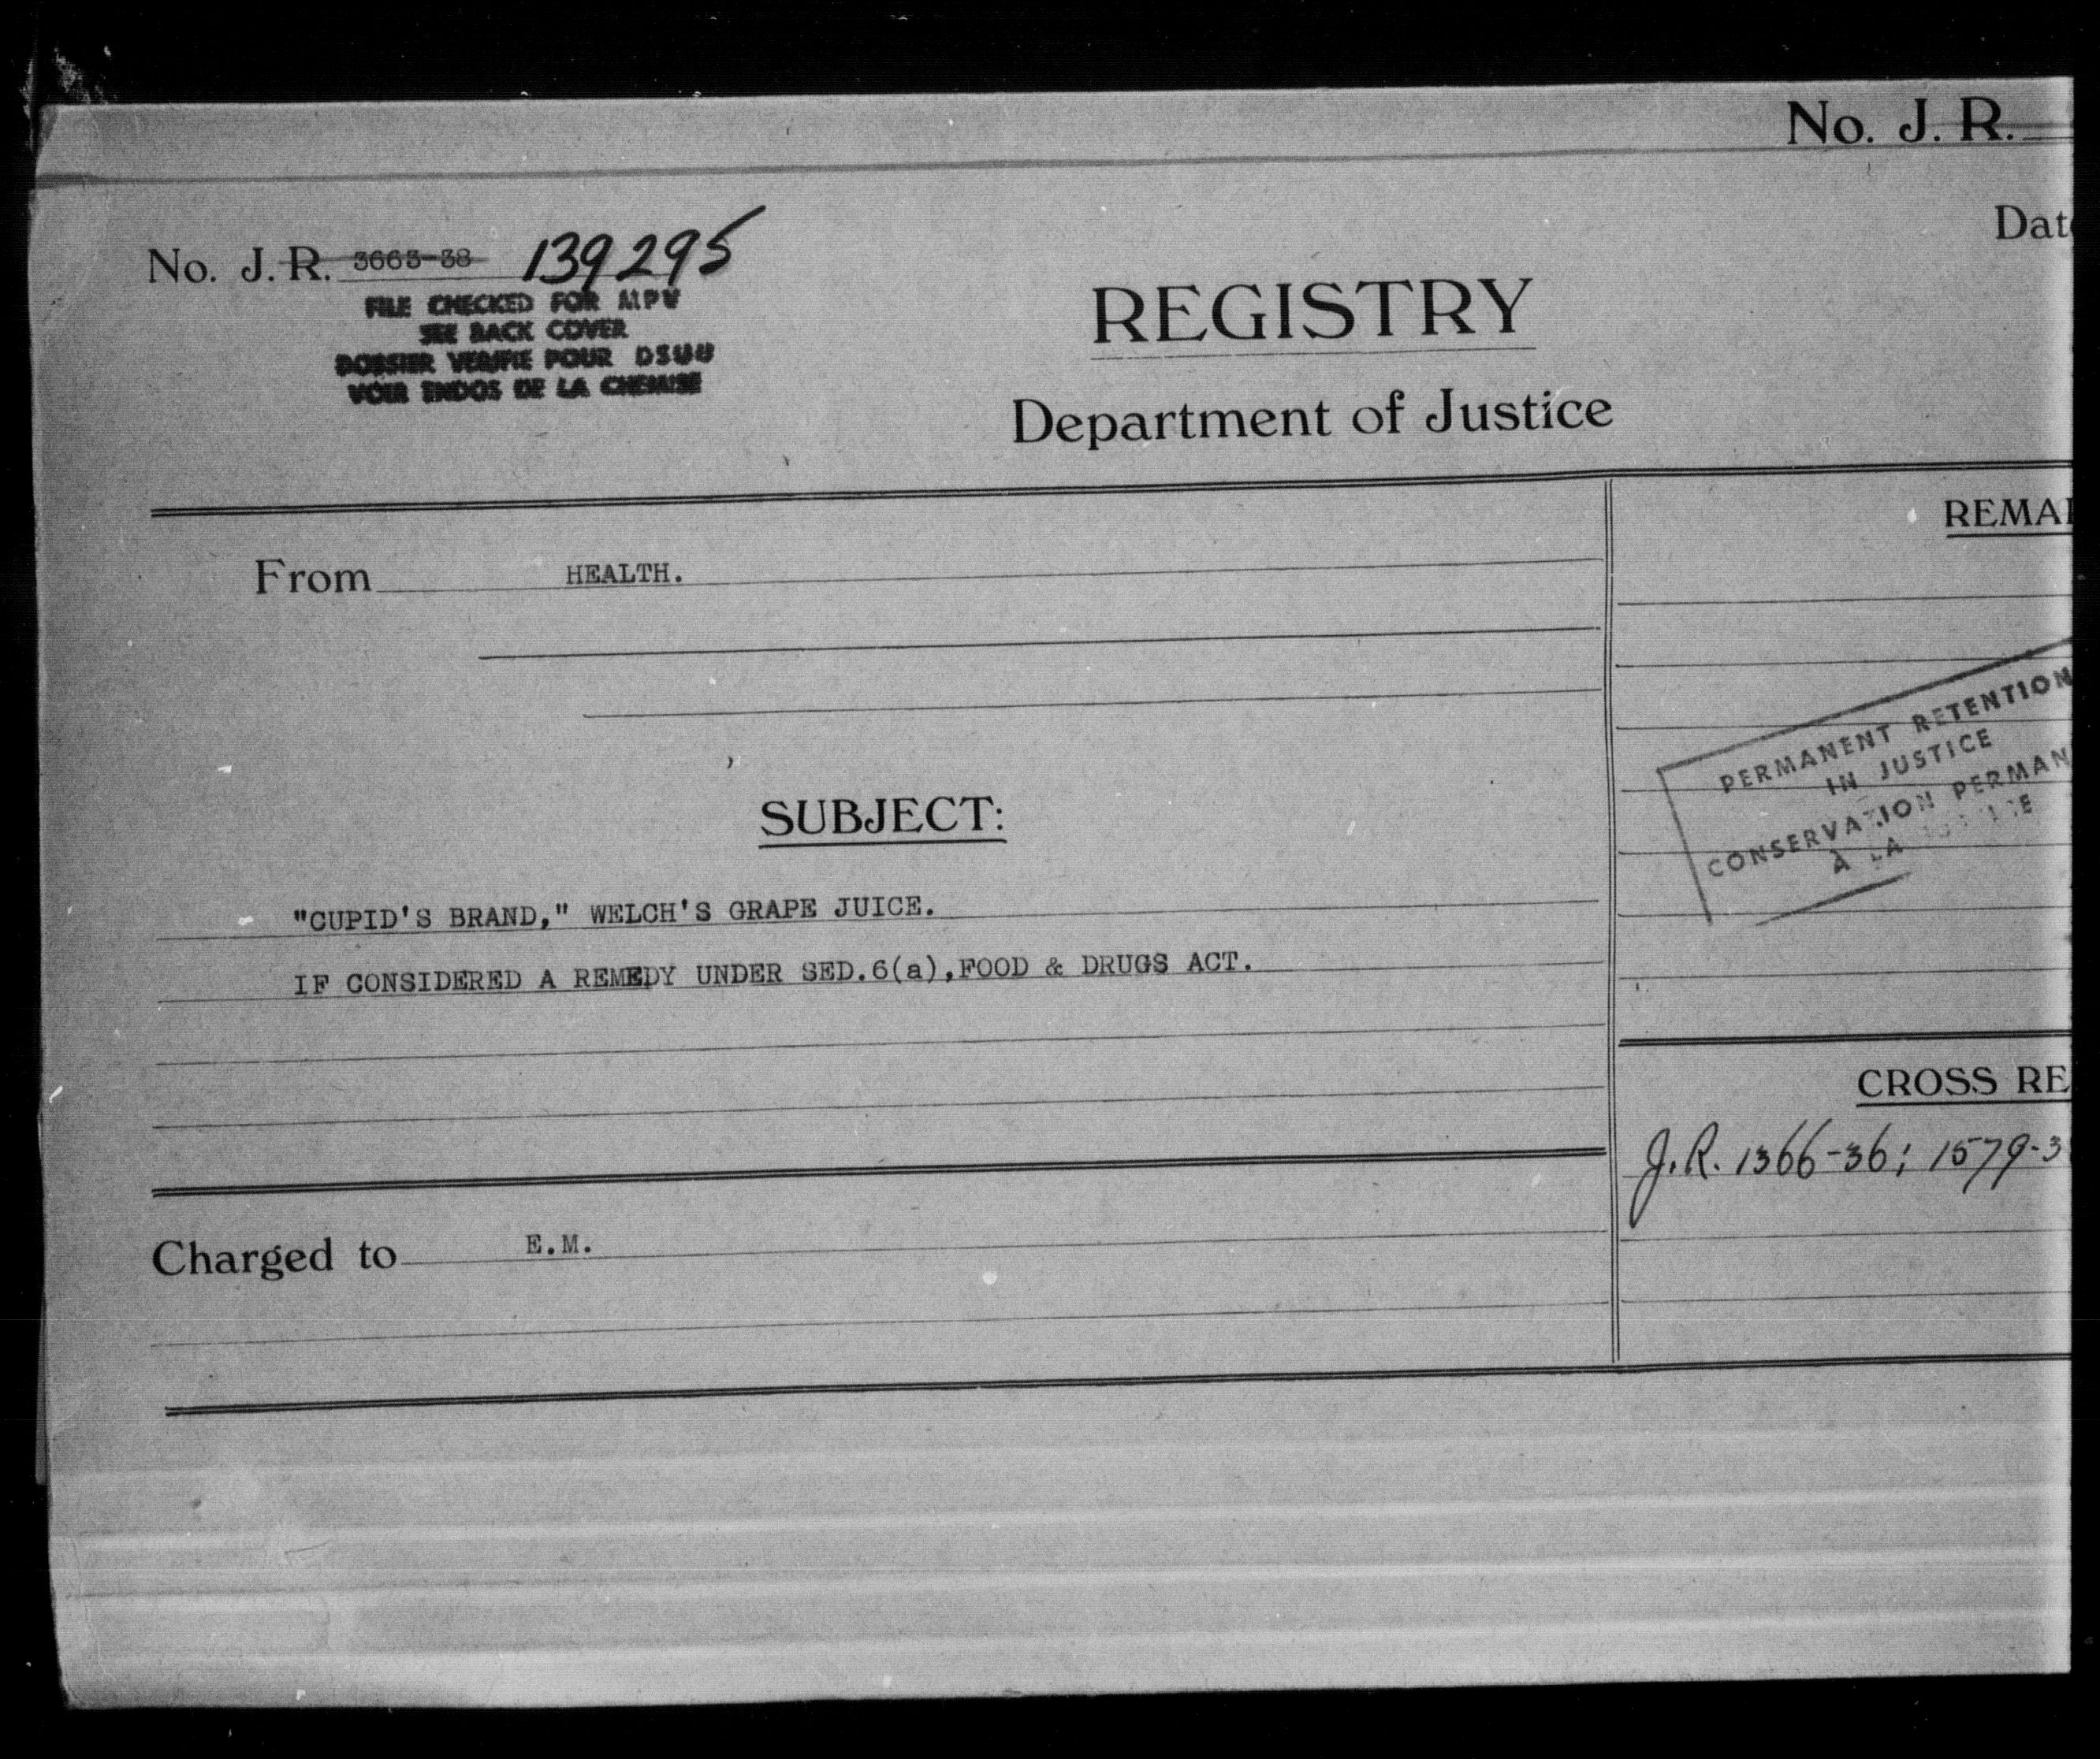 No. J. R.
Dat
No. J. R. 3663-38 139295
FILE CHECKED FOR MPV
SEE BACK COVER
DOSSIER VERIFIE POUR DSUU
VOIR ENDOS DE LA CHEMISE
REGISTRY
Department of Justice
From HEALTH.
SUBJECT:
"CUPID'S BRAND," WELCH'S GRAPE JUICE.
IF CONSIDERED A REMEDY UNDER SED.6(a),FOOD & DRUGS ACT.
Charged to E.M.
REMA
PERMANENT RETENTION
IN JUSTICE
CONSERVATION PERMAN
À LA
CROSS RE
J.R. 1366-36; 1579-3